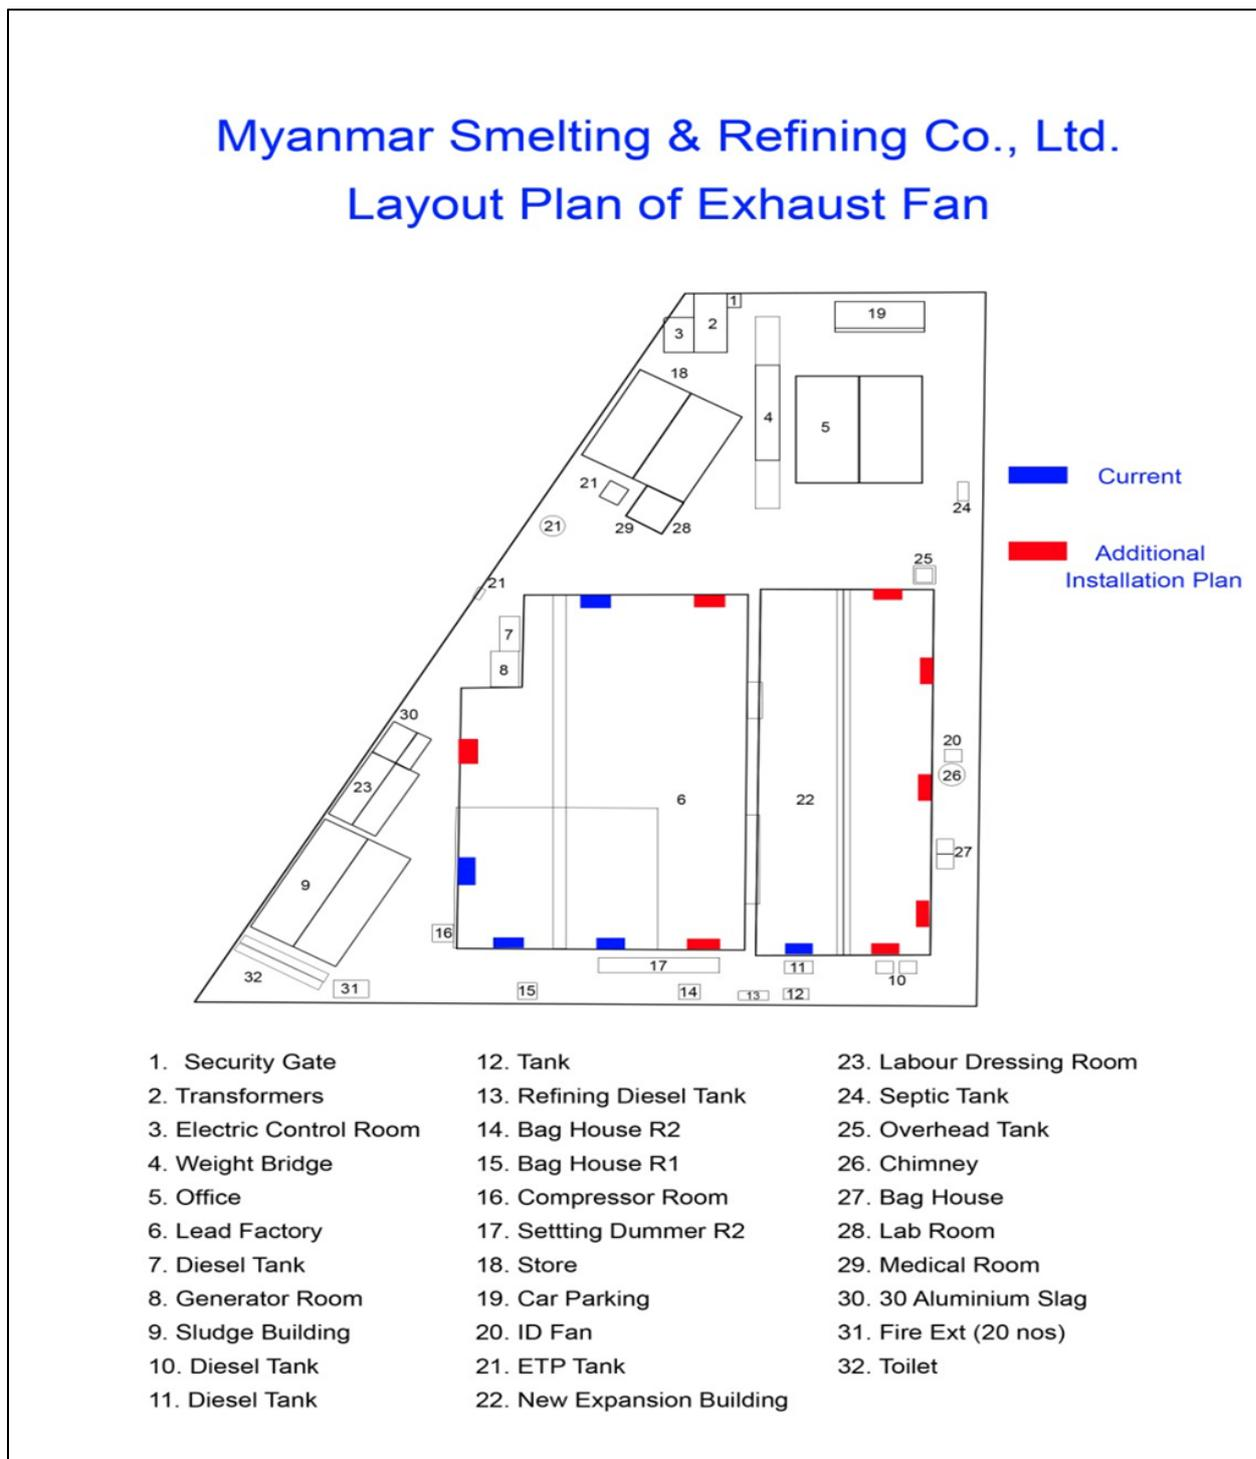 Myanmar Smelting & Refining Co., Ltd.
Layout Plan of Exhaust Fan
1
2
3
19
18
4
5
21
29
28
21
24
Current
Additional
Installation Plan
25
21
7
8
30
23
6
22
20
26
27
9
16
32
31
17
15
14
13
11
12
10
1. Security Gate
2. Transformers
3. Electric Control Room
4. Weight Bridge
5. Office
6. Lead Factory
7. Diesel Tank
8. Generator Room
9. Sludge Building
10. Diesel Tank
11. Diesel Tank
12. Tank
13. Refining Diesel Tank
14. Bag House R2
15. Bag House R1
16. Compressor Room
17. Settting Dummer R2
18. Store
19. Car Parking
20. ID Fan
21. ETP Tank
22. New Expansion Building
23. Labour Dressing Room
24. Septic Tank
25. Overhead Tank
26. Chimney
27. Bag House
28. Lab Room
29. Medical Room
30. 30 Aluminium Slag
31. Fire Ext (20 nos)
32. Toilet